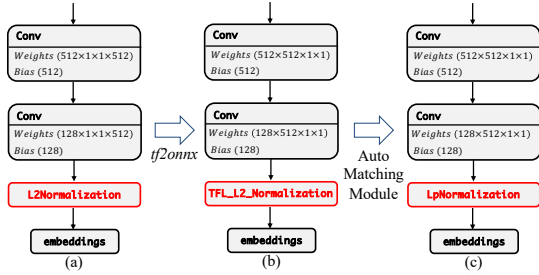 Conv
Weights (512×1×1×512)
Bias (512)
Conv
Weights (128×1×1×512)
Bias (128)
L2Normalization
embeddings
(a)
tf2onnx
Conv
Weights (512×512×1×1)
Bias (512)
Conv
Weights (128×512×1×1)
Bias (128)
TFL_L2_Normalization
embeddings
(b)
Auto
Matching
Module
Conv
Weights (512×512×1×1)
Bias (512)
Conv
Weights (128×512×1×1)
Bias (128)
LpNormalization
embeddings
(c)